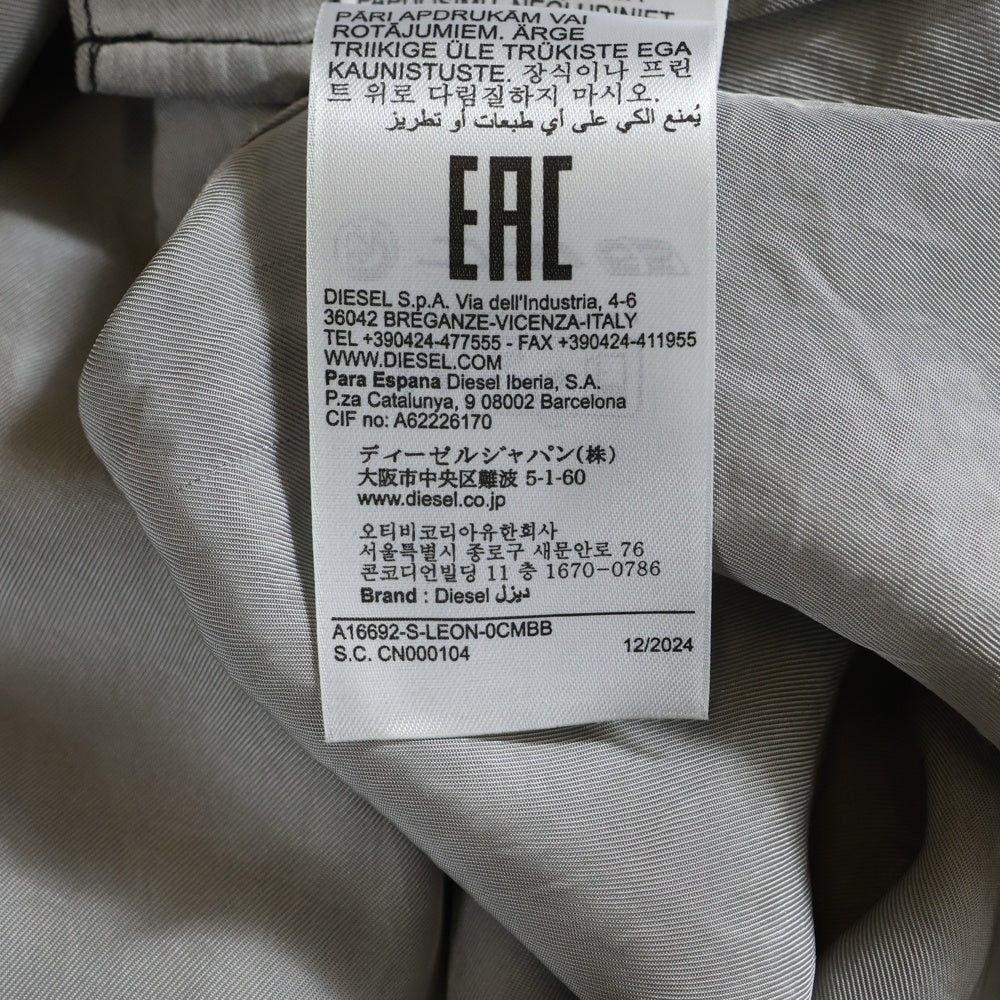 PARI APDRUKĀM VAI
ROTĀJUMIEM. ÄRGE
TRIIKIGE ÜLE TRÜKISTE EGA
KAUNISTUSTE. 장식이나 프린
트 위로 다림질하지 마시오.
يُمنع الكي على أي طبعات أو تطريز
EAC
DIESEL S.p.A. Via dell'Industria, 4-6
36042 BREGANZE-VICENZA-ITALY
TEL +390424-477555 - FAX +390424-411955
WWW.DIESEL.COM
Para Espana Diesel Iberia, S.A.
P.za Catalunya, 9 08002 Barcelona
CIF no: A62226170
ディーゼルジャパン(株)
大阪市中央区難波 5-1-60
www.diesel.co.jp
오티비코리아유한회사
서울특별시 종로구 새문안로 76
콘코디언빌딩 11 층 1670-0786
Brand : Diesel ديزل
A16692-S-LEON-0CMBB
S.C. CN000104
12/2024